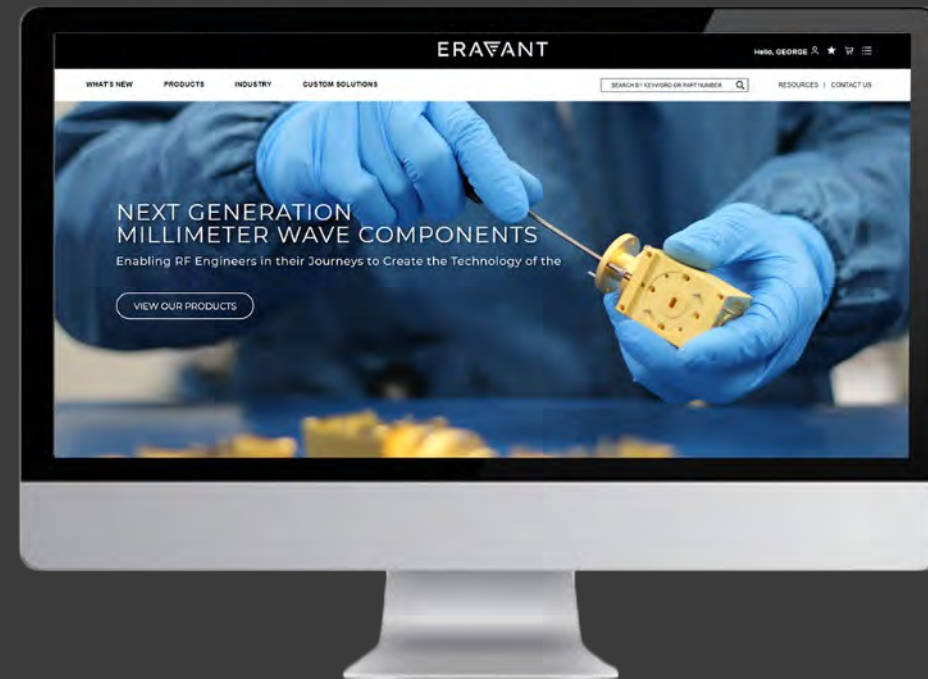 ERAVANT
Hello, GEORGE
WHAT'S NEW PRODUCTS INDUSTRY CUSTOM SOLUTIONS SEARCH BY KEYWORD OR PART NUMBER RESOURCES | CONTACT US
NEXT GENERATION
MILLIMETER WAVE COMPONENTS
Enabling RF Engineers in their Journeys to Create the Technology of the
VIEW OUR PRODUCTS